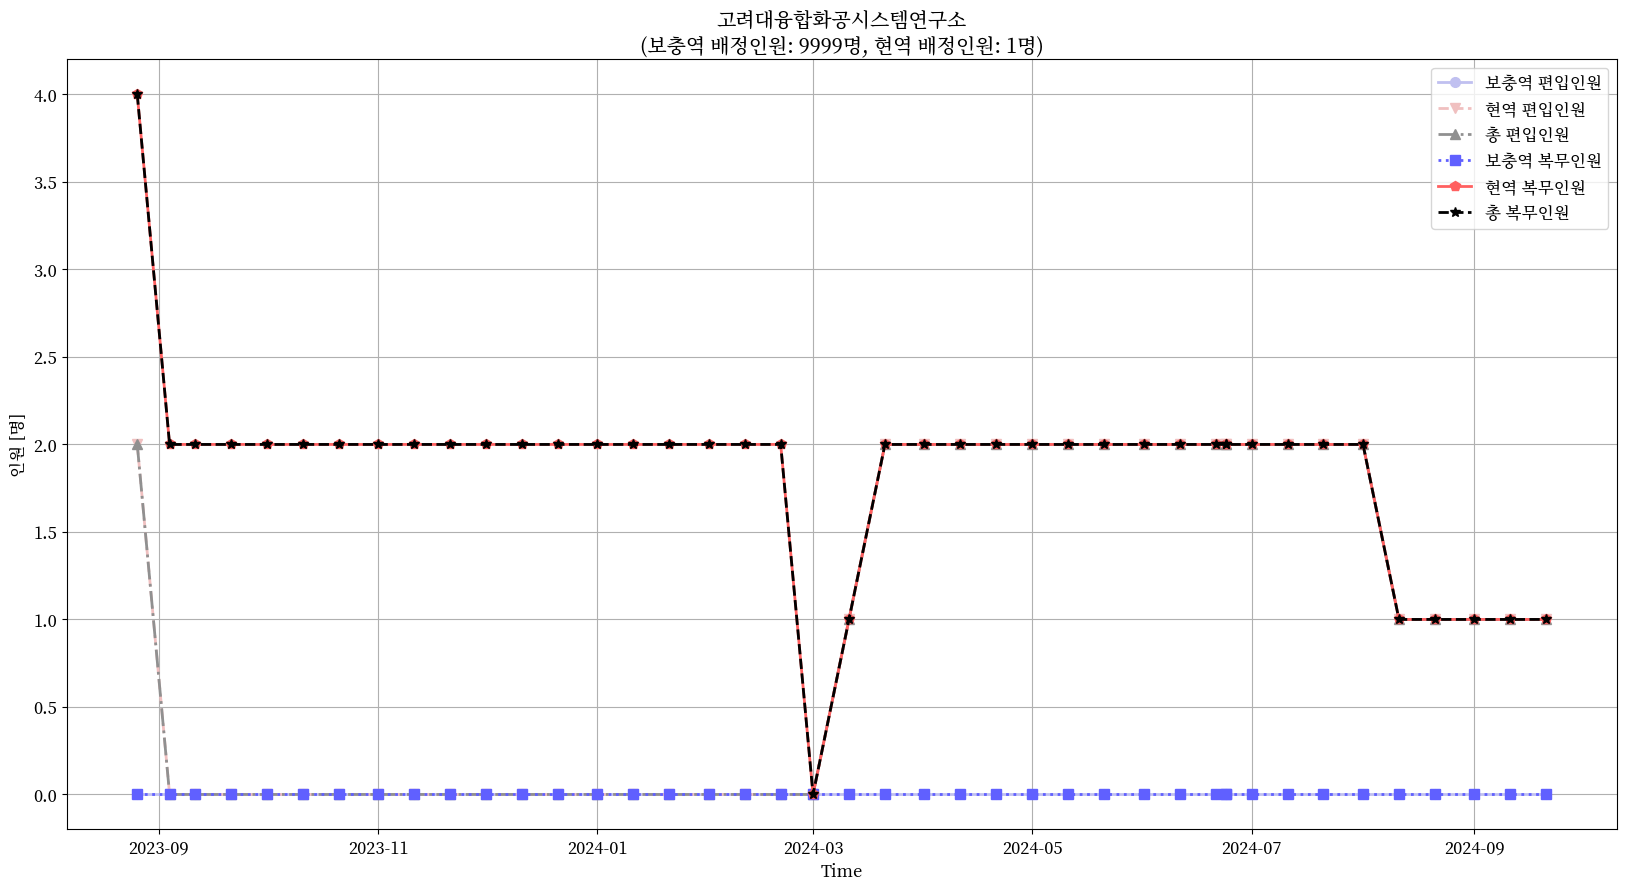 고려대융합화공시스템연구소
(보충역 배정인원: 9999명, 현역 배정인원: 1명)
보충역 편입인원
현역 편입인원
총 편입인원
보충역 복무인원
현역 복무인원
총 복무인원
인원 [명]
4.0
3.5
3.0
2.5
2.0
1.5
1.0
0.5
0.0
2023-09
2023-11
2024-01
2024-03
2024-05
2024-07
2024-09
Time